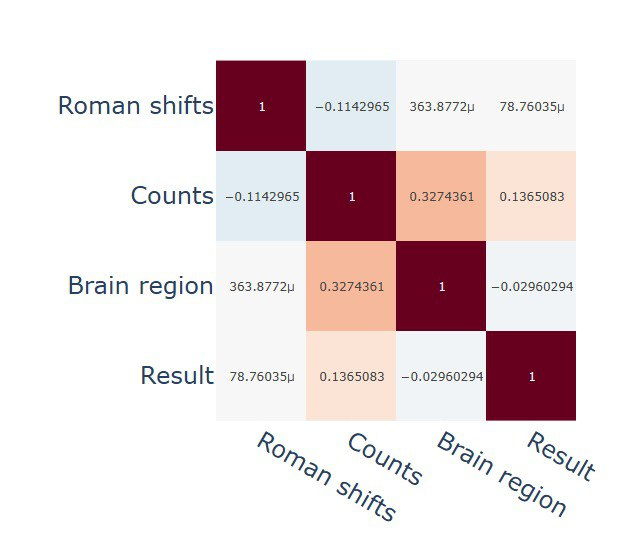 Roman shifts 1 −0.1142965 363.8772µ 78.76035µ
Counts −0.1142965 1 0.3274361 0.1365083
Brain region 363.8772µ 0.3274361 1 −0.02960294
Result 78.76035µ 0.1365083 −0.02960294 1
Roman shifts
Counts
Brain region
Result